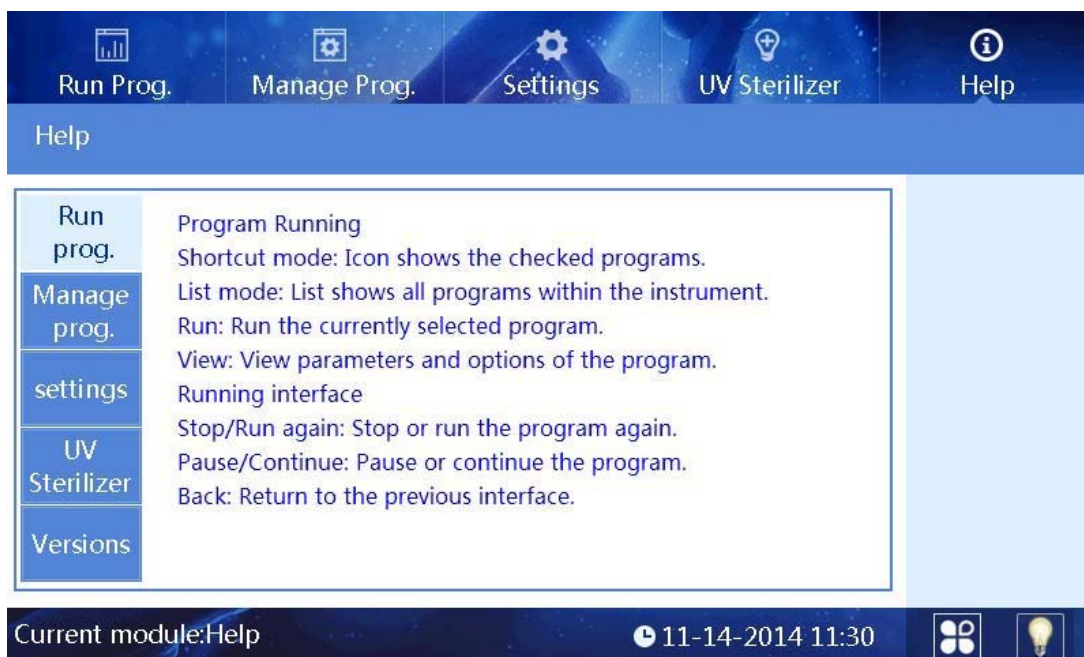 Run Prog.
Manage Prog.
Settings
UV Sterilizer
Help
Help
Run
prog.
Manage
prog.
settings
UV
Sterilizer
Versions
Program Running
Shortcut mode: Icon shows the checked programs.
List mode: List shows all programs within the instrument.
Run: Run the currently selected program.
View: View parameters and options of the program.
Running interface
Stop/Run again: Stop or run the program again.
Pause/Continue: Pause or continue the program.
Back: Return to the previous interface.
Current module:Help
11-14-2014 11:30